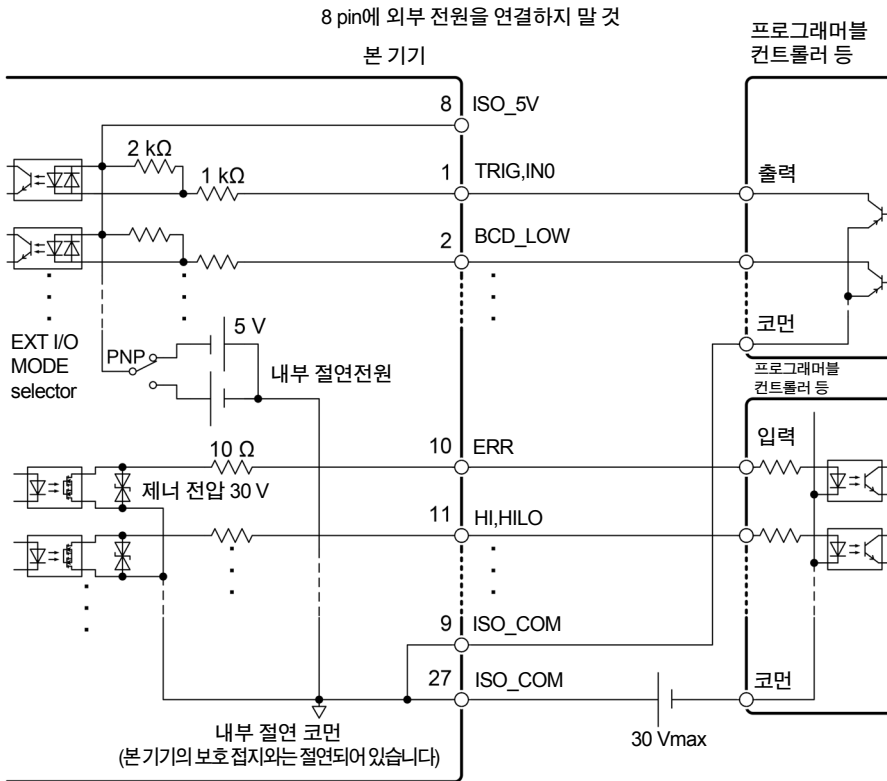 8 pin에 외부 전원을 연결하지 말 것
본 기기
프로그래머블
컨트롤러 등
8 ISO_5V
2 kΩ
1 kΩ
1 TRIG,IN0
출력
2 BCD_LOW
코먼
EXT I/O
MODE
selector
PNP
5 V
내부 절연전원
프로그래머블
컨트롤러 등
입력
10 Ω
10 ERR
제너 전압 30 V
11 HI,HILO
9 ISO_COM
27 ISO_COM
코먼
30 Vmax
내부 절연 코먼
(본 기기의 보호 접지와는 절연되어 있습니다)